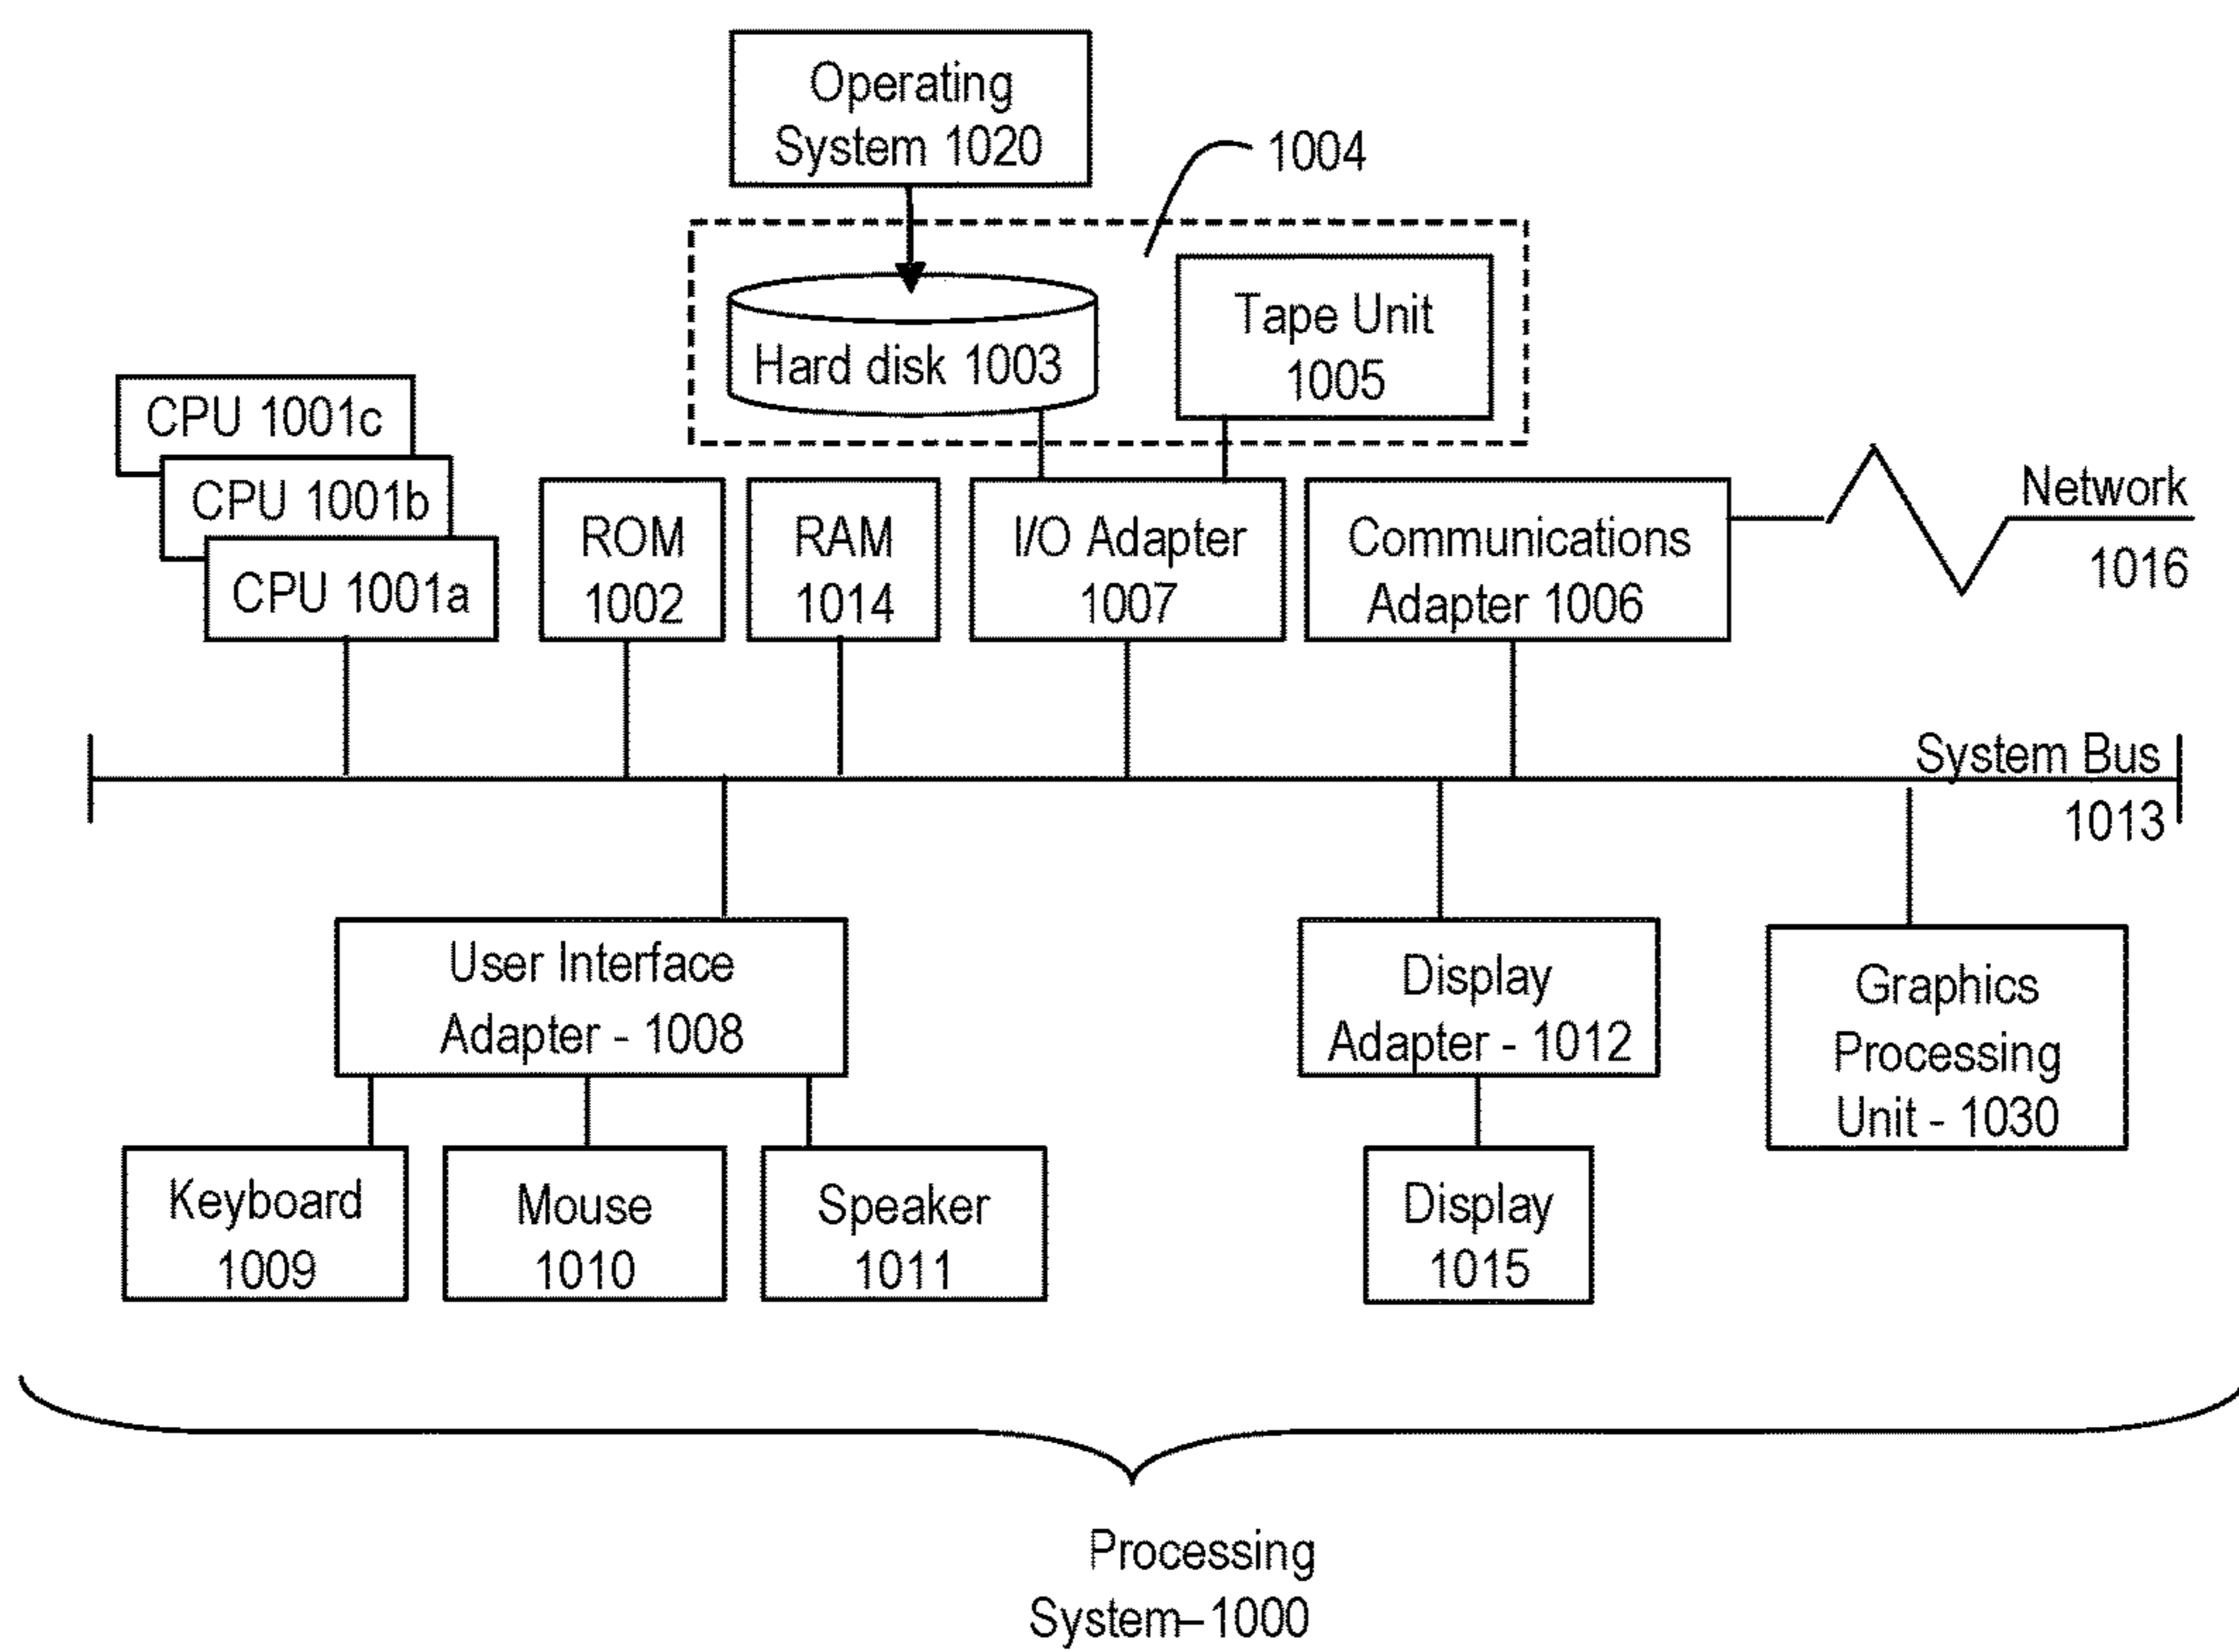 Operating
System 1020
1004
Hard disk 1003
Tape Unit
1005
CPU 1001c
CPU 1001b
CPU 1001a
ROM
1002
RAM
1014
I/O Adapter
1007
Communications
Adapter 1006
Network
1016
System Bus
1013
User Interface
Adapter - 1008
Display
Adapter - 1012
Graphics
Processing
Unit - 1030
Keyboard
1009
Mouse
1010
Speaker
1011
Display
1015
Processing
System–1000